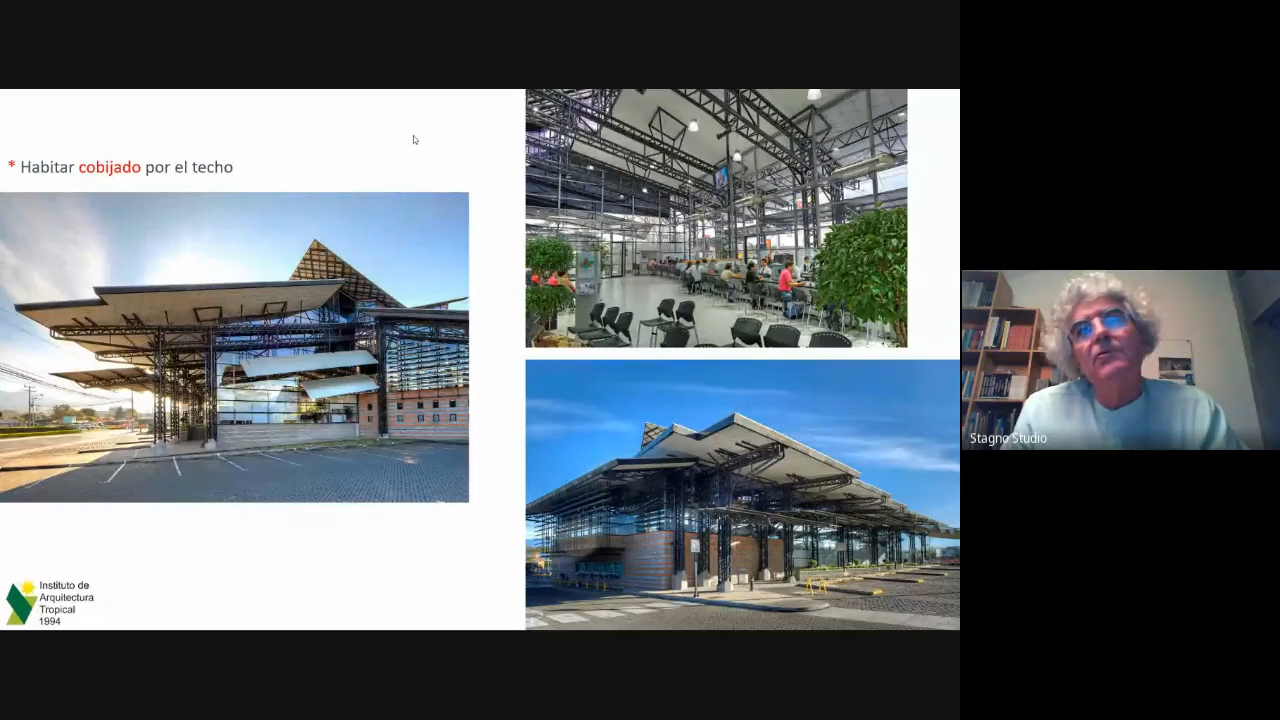 * Habitar cobijado por el techo
Instituto de
Arquitectura
Tropical
1994
Stagno Studio